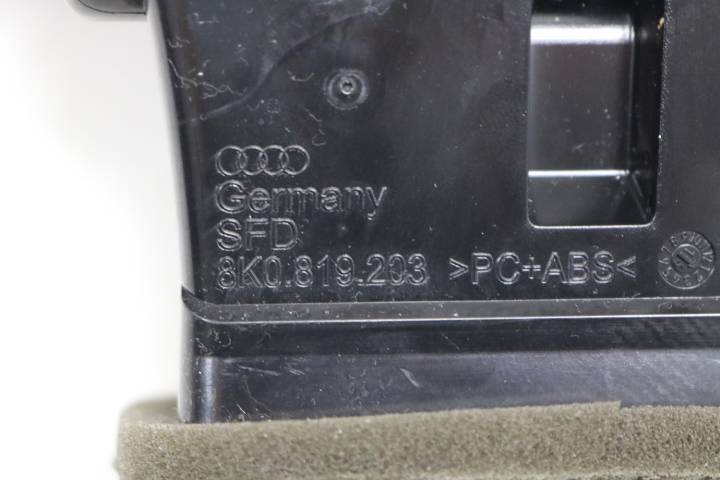 Germany
SFD
8K0.819.203 >PC+ABS<